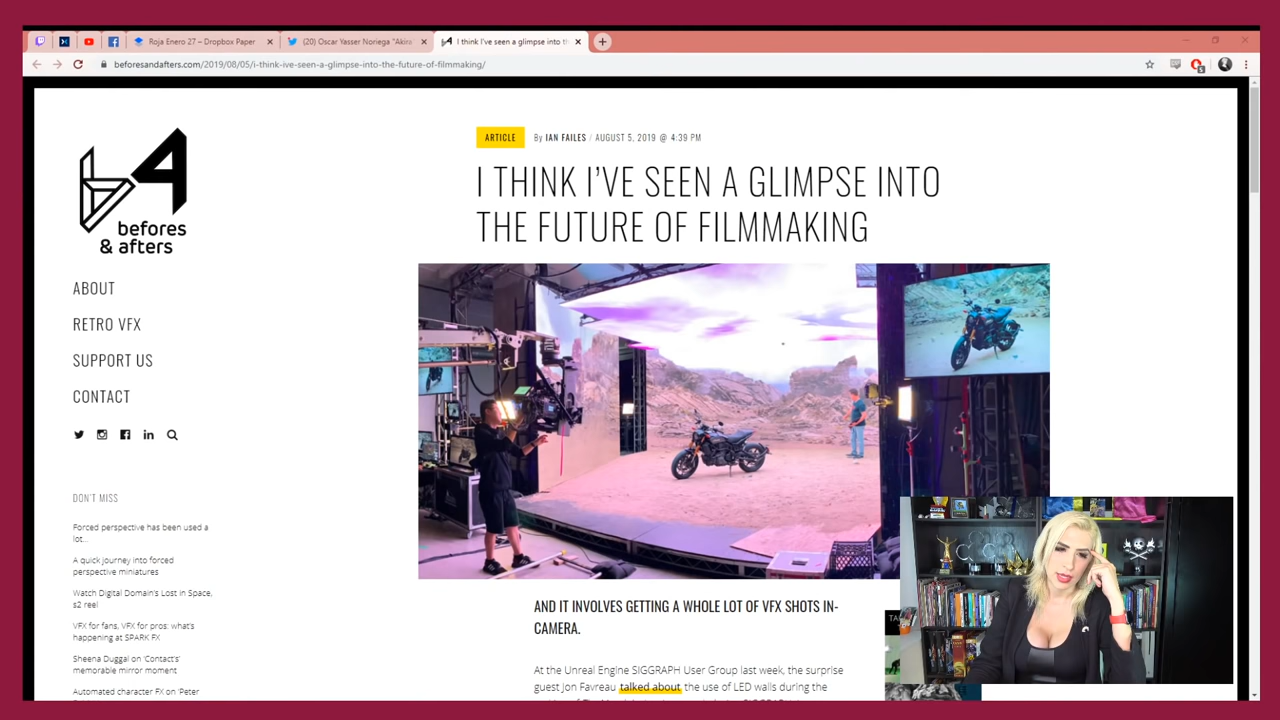 Roja Enero 27 – Dropbox Paper
(20) Oscar Yasser Noriega "Akira
I think I've seen a glimpse into th
beforesandafters.com/2019/08/05/i-think-ive-seen-a-glimpse-into-the-future-of-filmmaking/
befores
& afters
ABOUT
RETRO VFX
SUPPORT US
CONTACT
DON'T MISS
Forced perspective has been used a
lot…
A quick journey into forced
perspective miniatures
Watch Digital Domain's Lost in Space,
s2 reel
VFX for fans, VFX for pros: what's
happening at SPARK FX
Sheena Duggal on 'Contact's'
memorable mirror moment
Automated character FX on 'Peter
ARTICLE
By IAN FAILES / AUGUST 5, 2019 @ 4:39 PM
I THINK I'VE SEEN A GLIMPSE INTO
THE FUTURE OF FILMMAKING
AND IT INVOLVES GETTING A WHOLE LOT OF VFX SHOTS IN-
CAMERA.
At the Unreal Engine SIGGRAPH User Group last week, the surprise
guest Jon Favreau talked about the use of LED walls during the